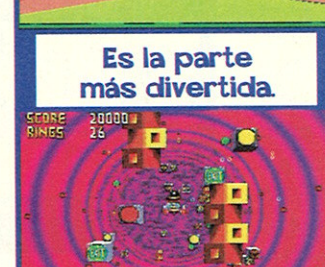 Es la parte
más divertida.
SCORE 20000
RINGS 26